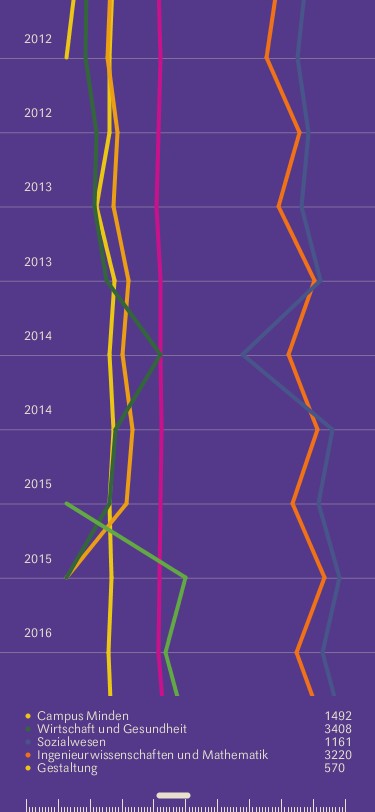 2012
2012
2013
2013
2014
2014
2015
2015
2016
Campus Minden 1492
Wirtschaft und Gesundheit 3408
Sozialwesen 1161
Ingenieurwissenschaften und Mathematik 3220
Gestaltung 570